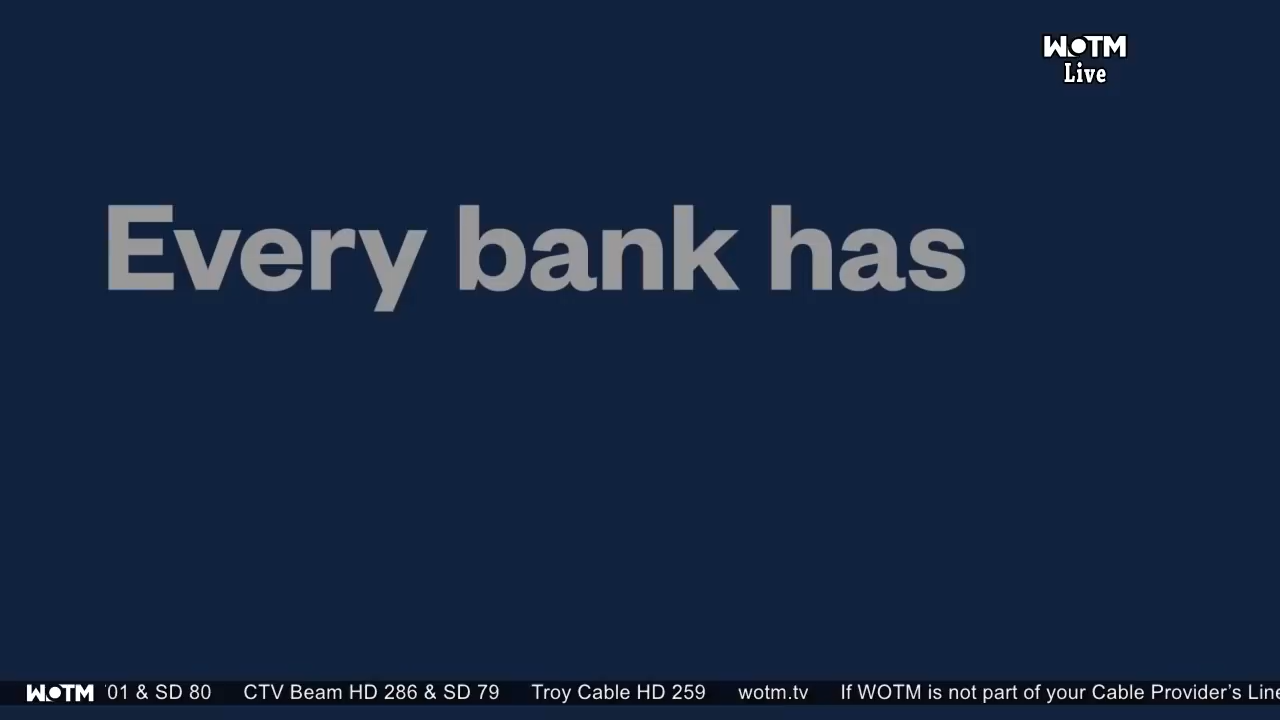 WOTM
Live
Every bank has
WOTM '01 & SD 80 CTV Beam HD 286 & SD 79 Troy Cable HD 259 wotm.tv If WOTM is not part of your Cable Provider’s Line